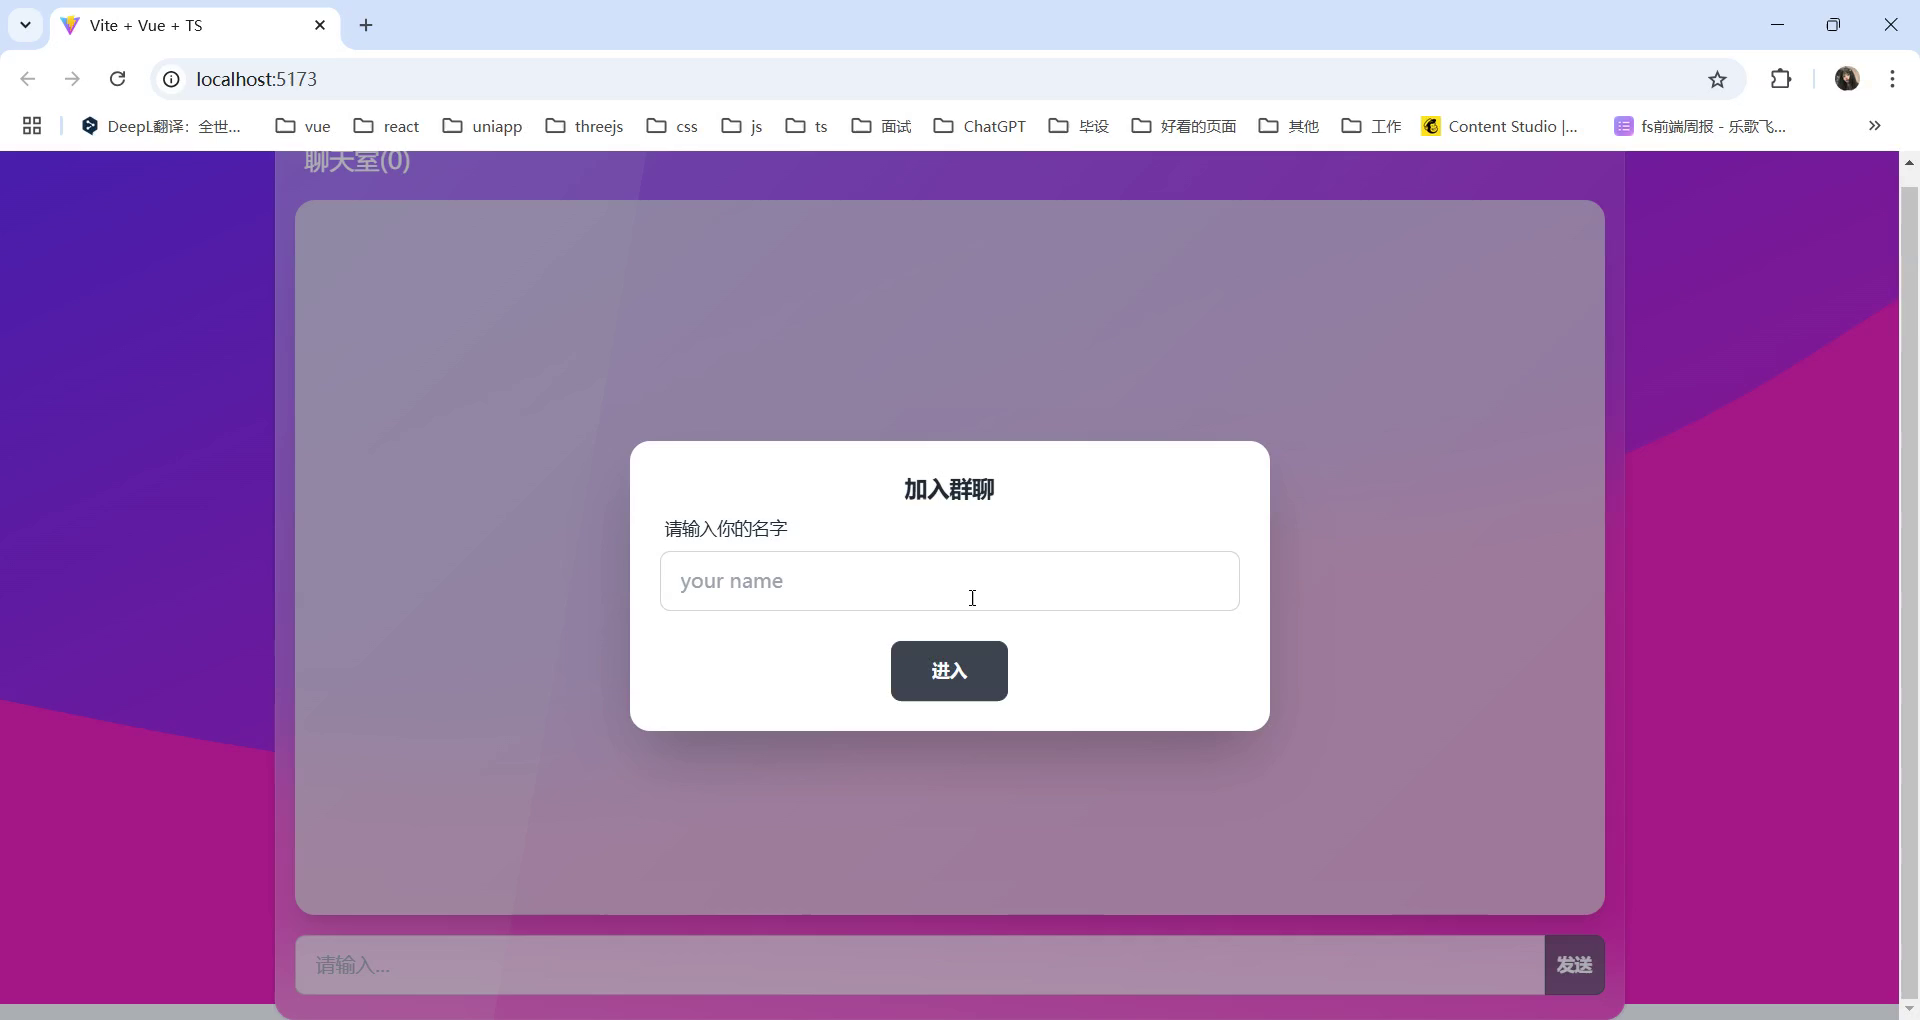 Vite + Vue + TS
localhost:5173
DeepL翻译：全世... vue react uniapp threejs css js ts 面试 ChatGPT 毕设 好看的页面 其他 工作 Content Studio |... fs前端周报 - 乐歌飞...
聊天室(0)
加入群聊
请输入你的名字
your name
进入
请输入...
发送